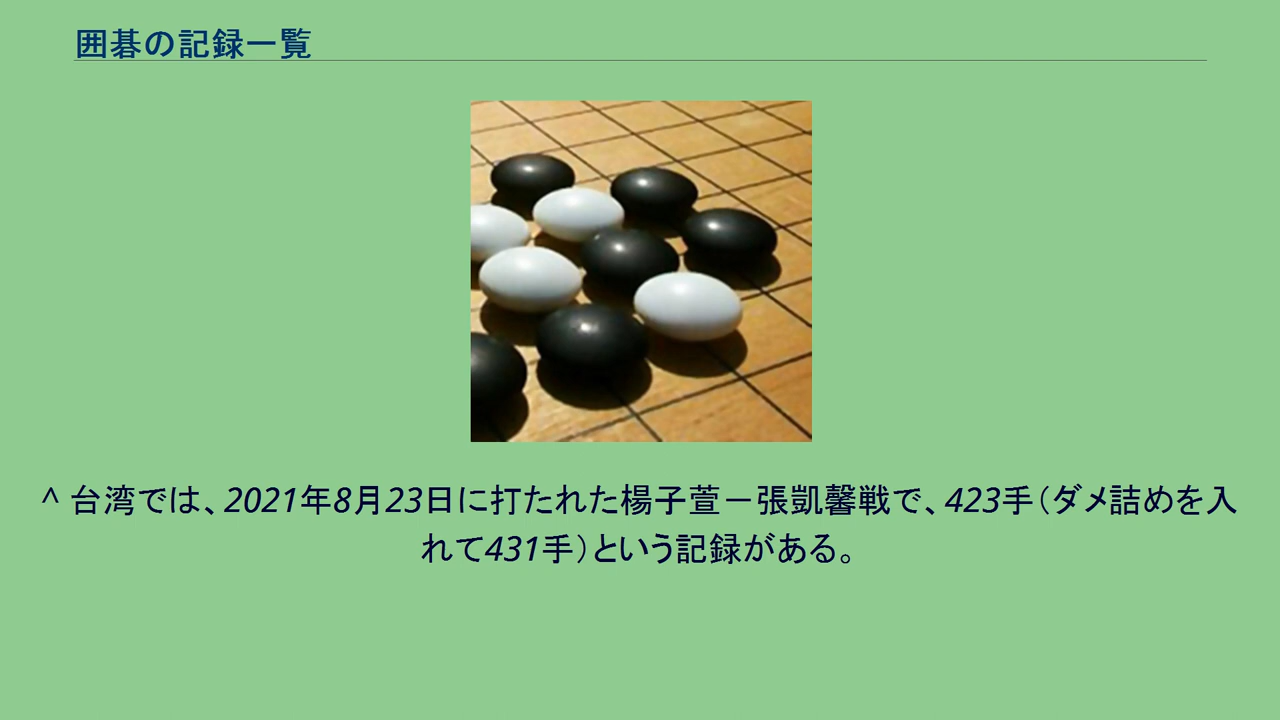 囲碁の記録一覧
^ 台湾では、2021年8月23日に打たれた楊子萱－張凱馨戦で、423手（ダメ詰めを入
れて431手）という記録がある。